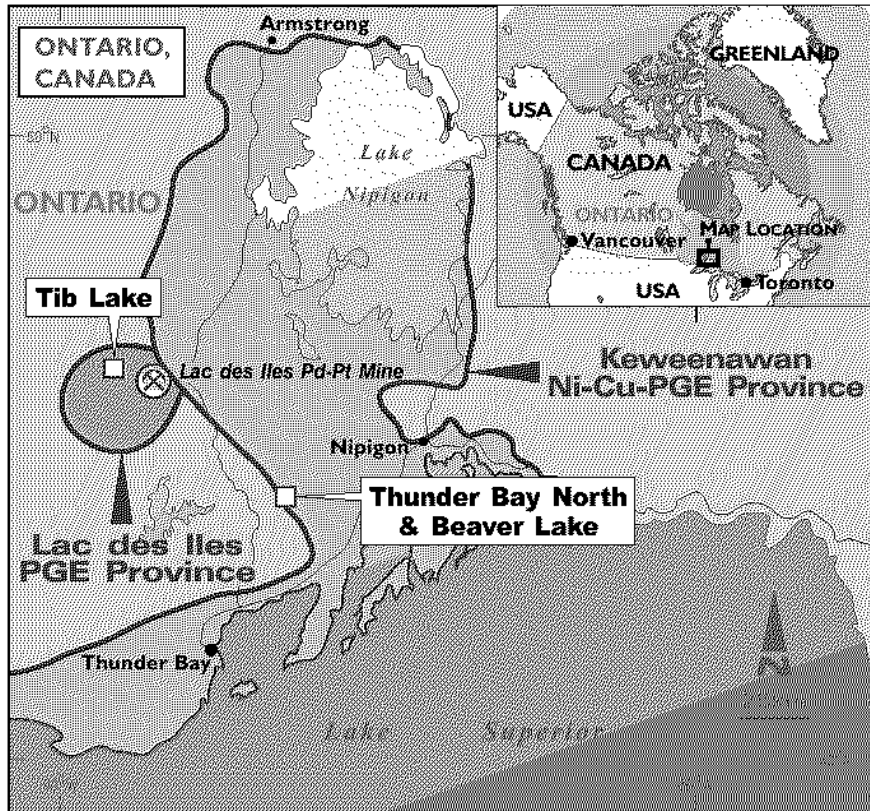 ONTARIO,
CANADA
Armstrong
50°N
ONTARIO
Lake
Nipigon
GREENLAND
USA
CANADA
ONTARIO
MAP LOCATION
Vancouver
USA
Toronto
Tib Lake
Lac des Iles Pd-Pt Mine
Keweenawan
Ni-Cu-PGE Province
Nipigon
Thunder Bay North
& Beaver Lake
Lac des Iles
PGE Province
Thunder Bay
Lake Superior
N